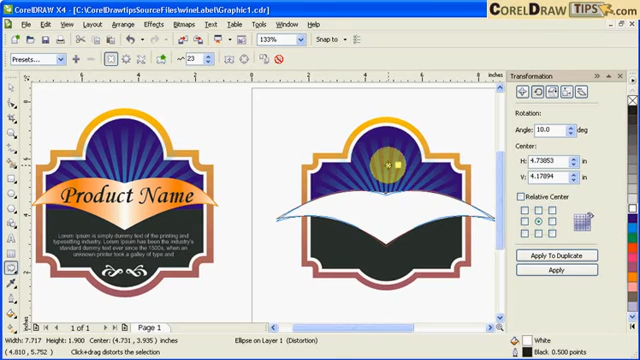 CorelDRAW X4 - [C:\CorelDrawtipsSourceFiles\wineLabel\Graphic1.cdr]
CORELDRAW TIPS.com
File Edit View Layout Arrange Effects Bitmaps Text Table Tools Window Help
133% Snap to
Presets... 23
Transformation
Rotation:
Angle: 10.0 deg
Center:
H: 4.73853 in
V: 4.17894 in
Relative Center
Apply To Duplicate
Apply
Product Name
Lorem Ipsum is simply dummy text of the printing and
typesetting industry. Lorem Ipsum has been the industry's
standard dummy text ever since the 1500s, when an
unknown printer took a galley of type and
1 of 1 Page 1
Width: 7.717 Height: 1.900 Center: (4.731, 3.935) inches Ellipse on Layer 1 (Distortion)
(4.810, 5.752) Click+drag distorts the selection
White
Black 0.500 points